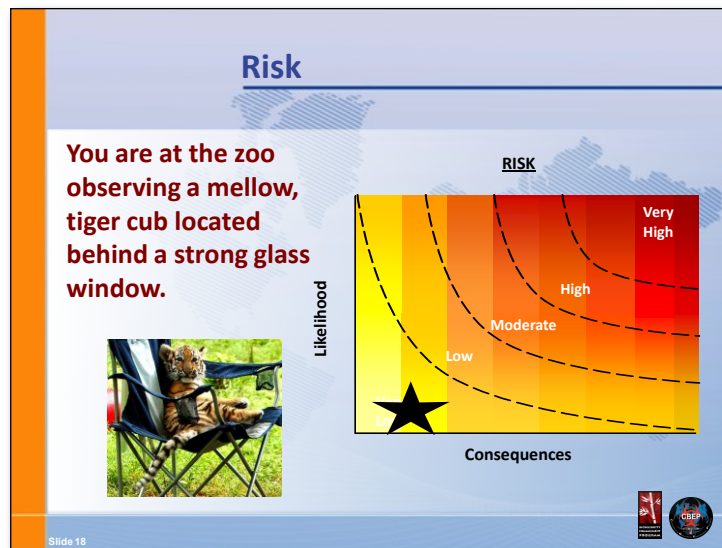 Risk
You are at the zoo
observing a mellow,
tiger cub located
behind a strong glass
window.
RISK
Very
High
High
Moderate
Low
Likelihood
Consequences
CBEP
Slide 18